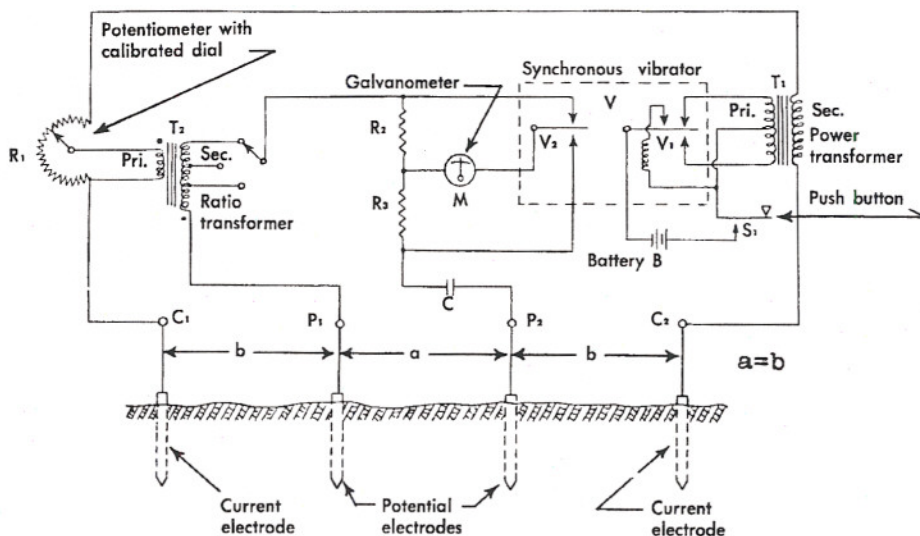 Potentiometer with
calibrated dial
Galvanometer
Synchronous vibrator
V
T1
Pri.
Sec.
Power
transformer
R1
T2
Pri.
Sec.
Ratio
transformer
R2
R3
M
V2
V1
Push button
S1
Battery B
C
C1
P1
P2
C2
b
a
b
a=b
Current
electrode
Potential
electrodes
Current
electrode